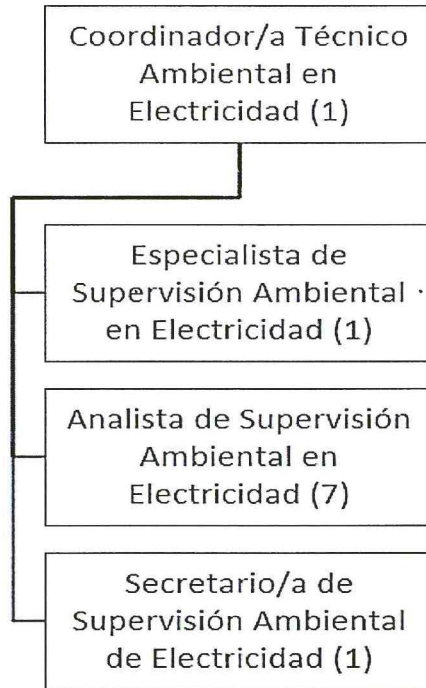 Coordinador/a Técnico
Ambiental en
Electricidad (1)
Especialista de
Supervisión Ambiental
en Electricidad (1)
Analista de Supervisión
Ambiental en
Electricidad (7)
Secretario/a de
Supervisión Ambiental
de Electricidad (1)